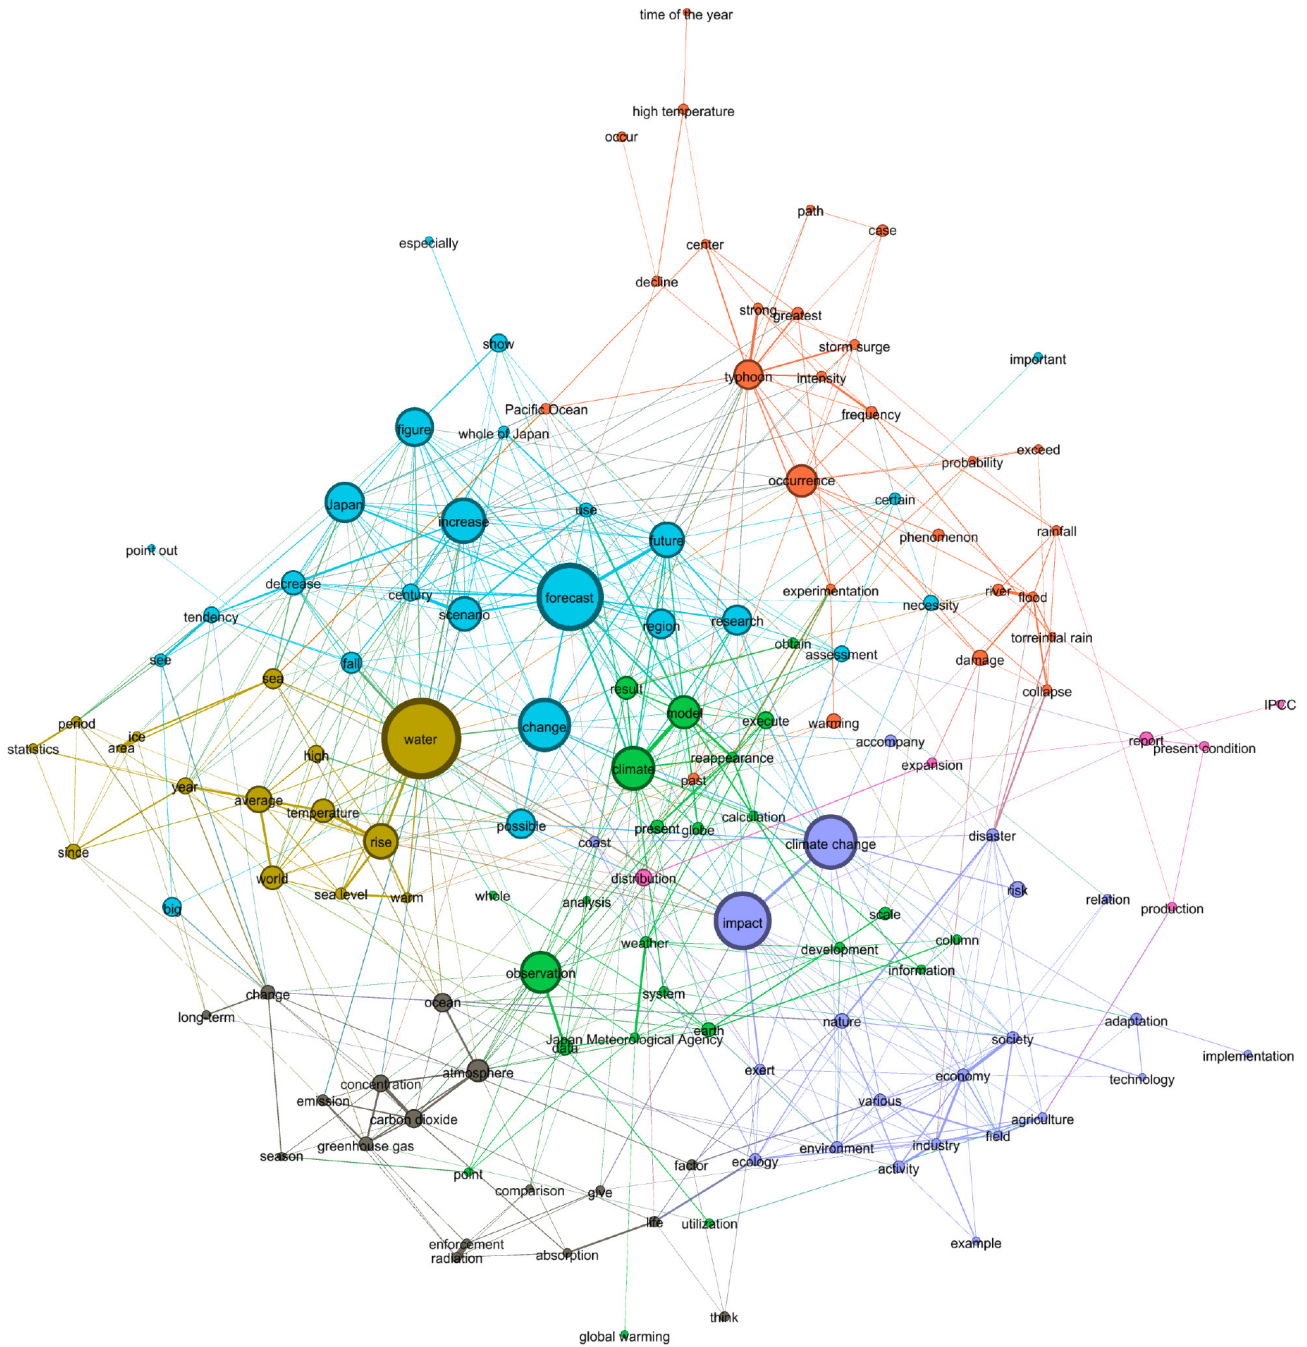 time of the year
high temperature
occur
path
case
especially
center
decline
strong
greatest
show
storm surge
important
typhoon
intensity
Pacific Ocean
frequency
figure
whole of Japan
exceed
probability
occurrence
Japan
certain
increase
use
rainfall
future
phenomenon
point out
decrease
century
forecast
experimentation
river
flood
scenario
necessity
tendency
region
research
torreintial rain
obtain
see
fall
assessment
damage
sea
result
collapse
IPCC
period
model
statistics
ice
area
water
change
execute
warming
accompany
report
present condition
high
climate
reappearance
expansion
year
past
average
temperature
calculation
possible
present
globe
rise
coast
climate change
disaster
since
world
distribution
sea level
warm
whole
analysis
risk
relation
big
scale
production
impact
weather
development
column
observation
information
change
system
ocean
long-term
nature
earth
adaptation
Japan Meteorological Agency
society
data
implementation
atmosphere
exert
economy
technology
concentration
emission
various
carbon dioxide
agriculture
field
greenhouse gas
industry
environment
season
factor
ecology
activity
point
comparison
give
life
utilization
enforcement
example
radiation
absorption
think
global warming